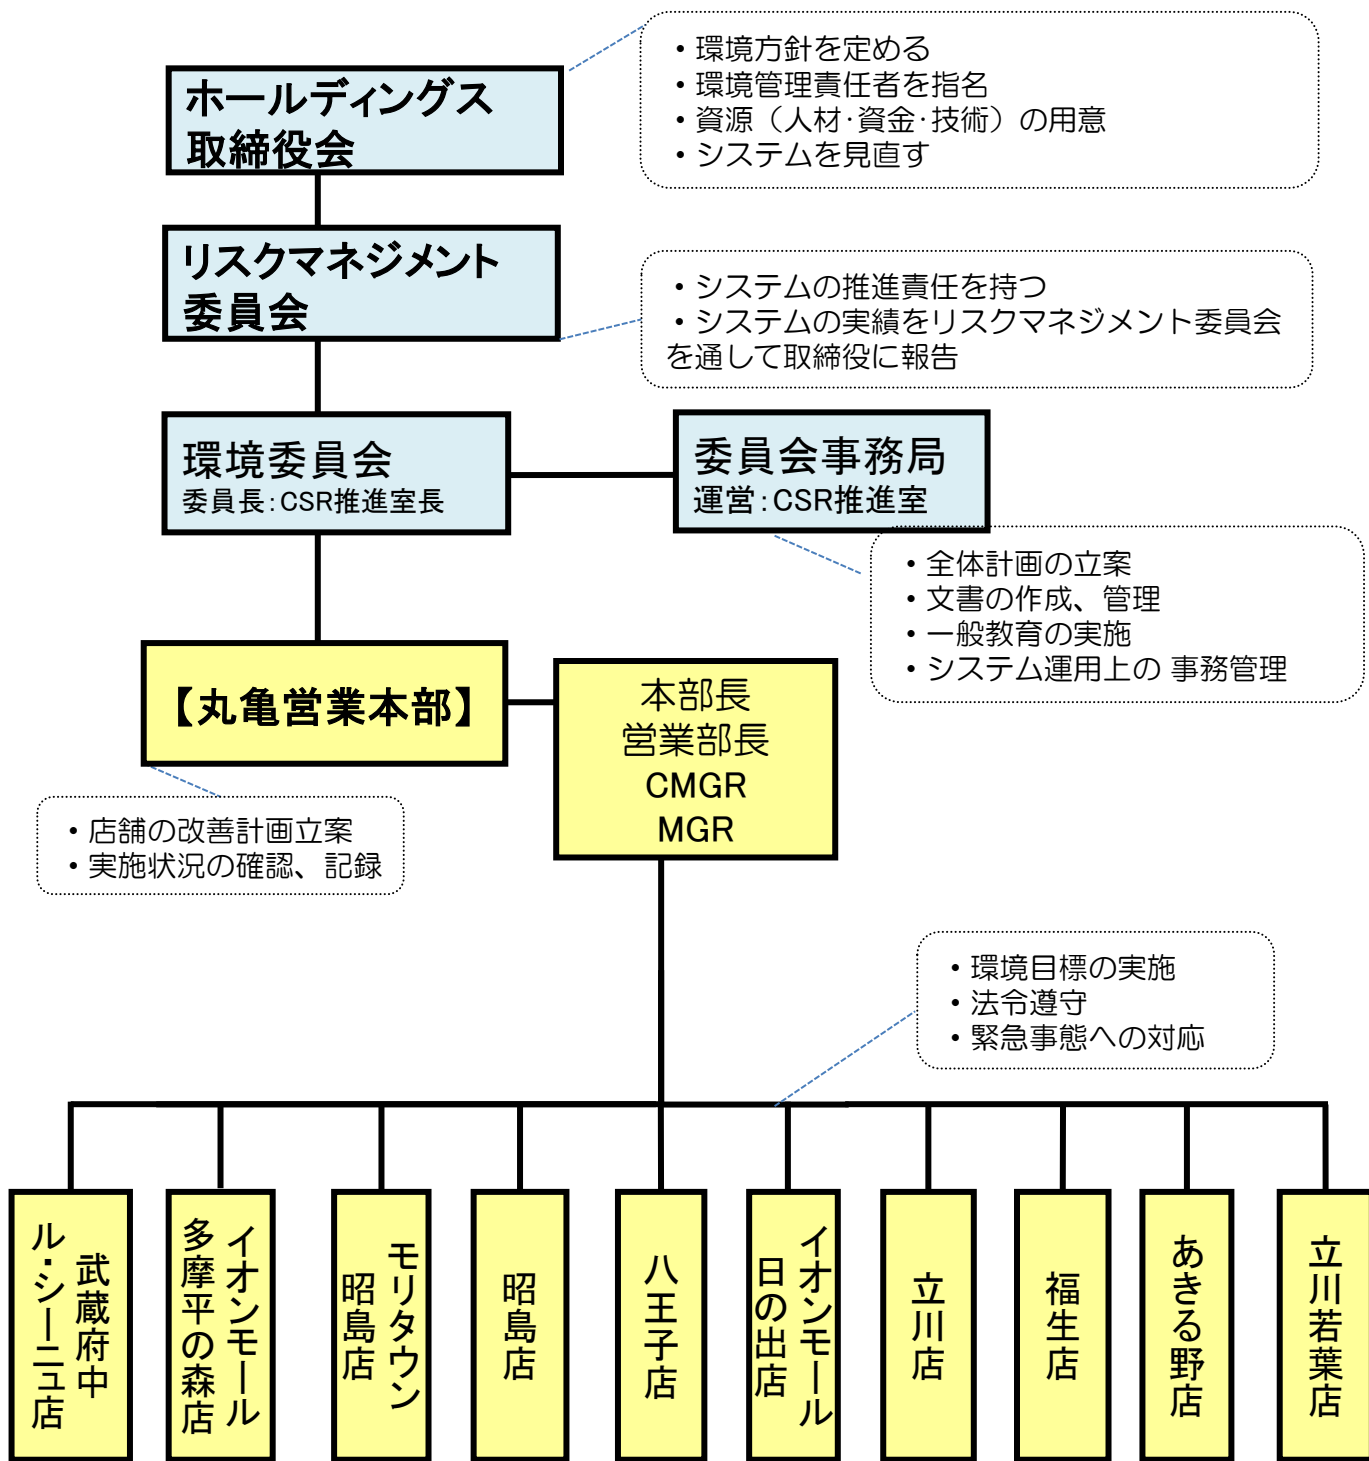 ホールディングス
取締役会
・環境方針を定める
・環境管理責任者を指名
・資源（人材･資金･技術）の用意
・システムを見直す
リスクマネジメント
委員会
・システムの推進責任を持つ
・システムの実績をリスクマネジメント委員会
を通して取締役に報告
環境委員会
委員長：CSR推進室長
委員会事務局
運営：CSR推進室
・全体計画の立案
・文書の作成、管理
・一般教育の実施
・システム運用上の 事務管理
【丸亀営業本部】
本部長
営業部長
CMGR
MGR
・店舗の改善計画立案
・実施状況の確認、記録
・環境目標の実施
・法令遵守
・緊急事態への対応
武蔵府中
ル・シーニュ店
イオンモール
多摩平の森店
モリタウン
昭島店
昭島店
八王子店
イオンモール
日の出店
立川店
福生店
あきる野店
立川若葉店